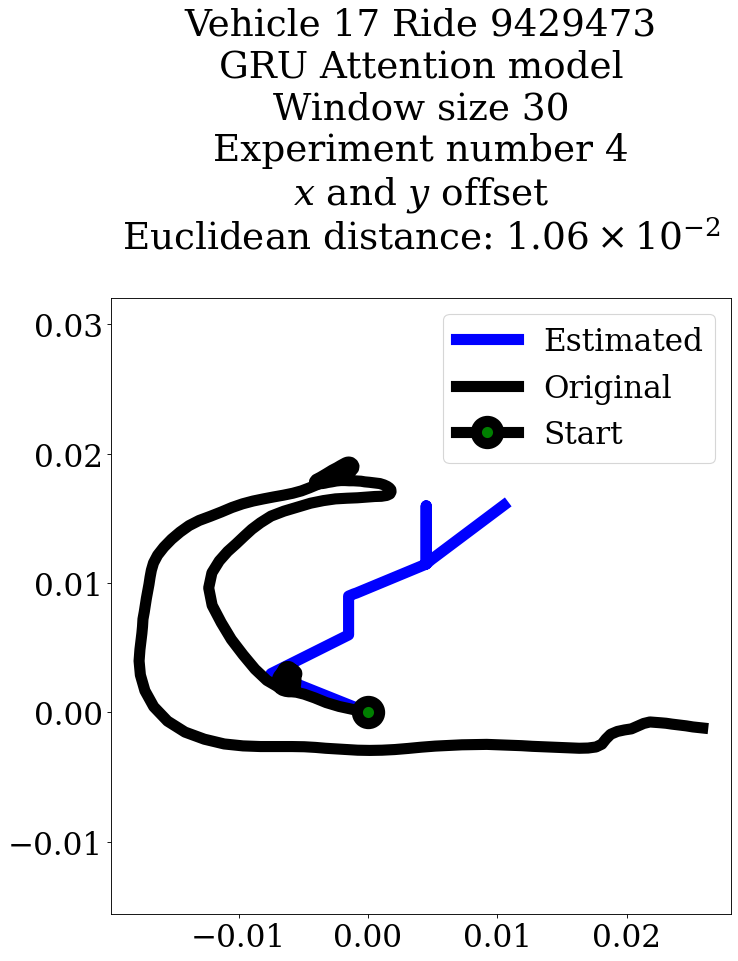 Vehicle 17 Ride 9429473
GRU Attention model
Window size 30
Experiment number 4
x and y offset
Euclidean distance: 1.06 × 10⁻²
Estimated
Original
Start
0.03
0.02
0.01
0.00
−0.01
−0.01 0.00 0.01 0.02